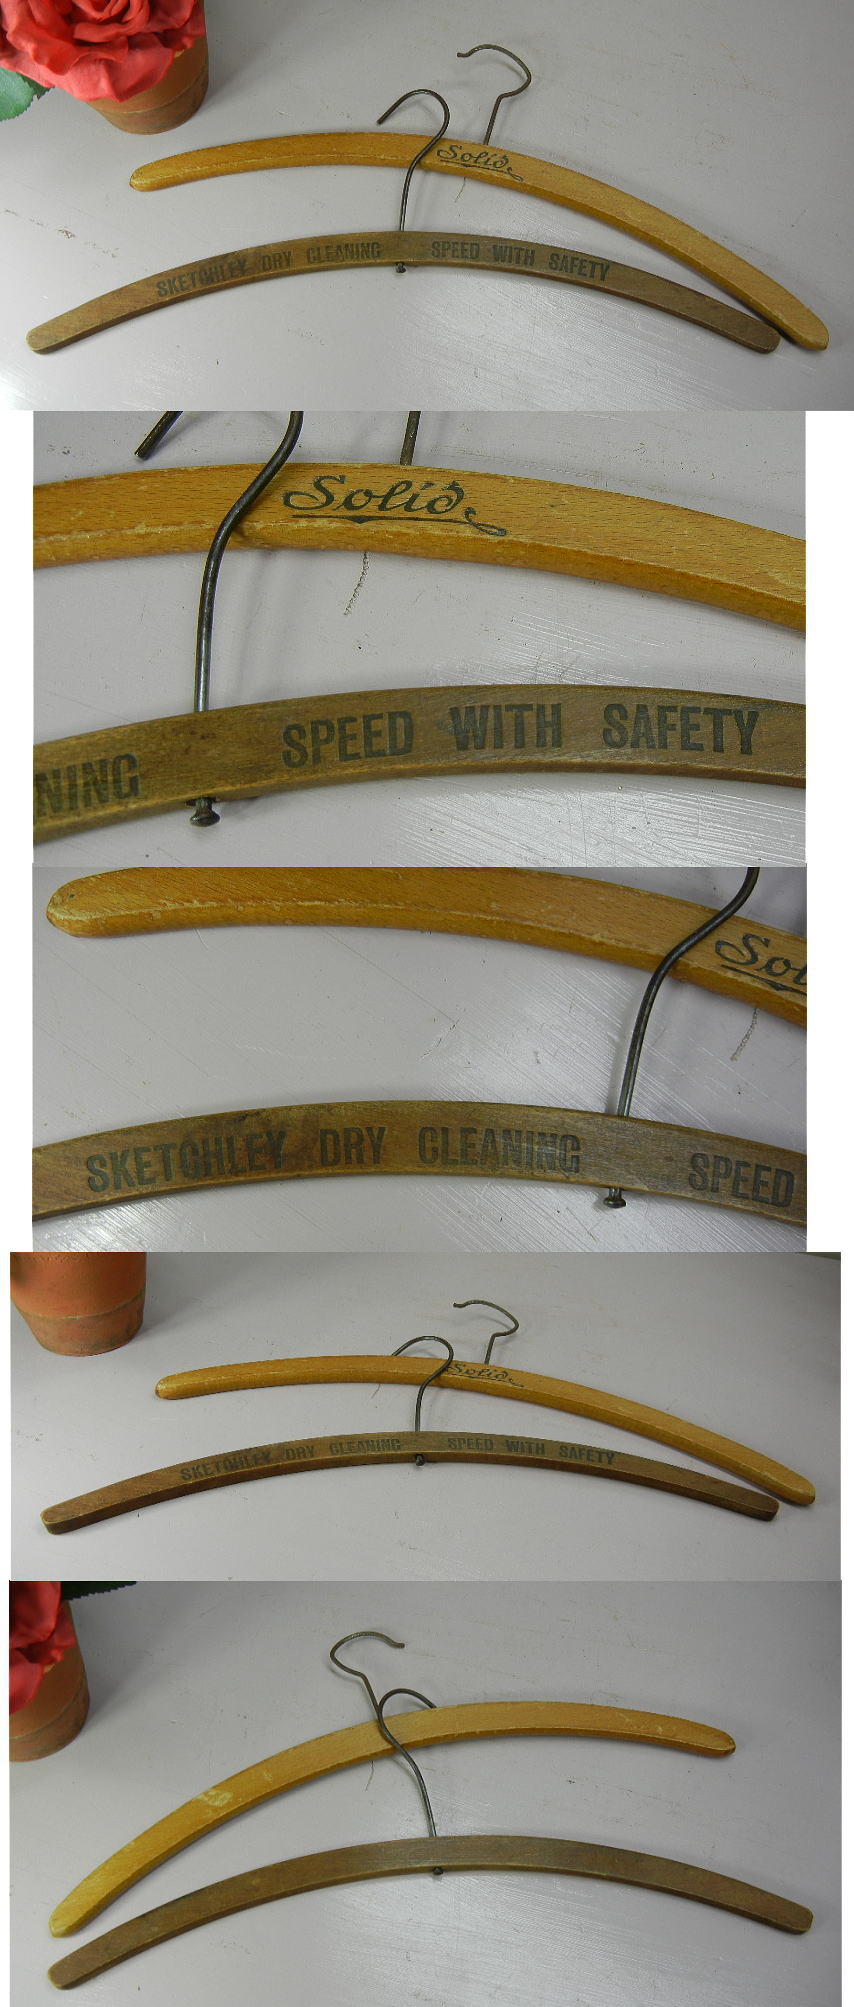 Solid
SKETCHLEY DRY CLEANING SPEED WITH SAFETY
Solid
NING SPEED WITH SAFETY
Sol
SKETCHLEY DRY CLEANING SPEED
Solid
SKETCHLEY DRY CLEANING SPEED WITH SAFETY